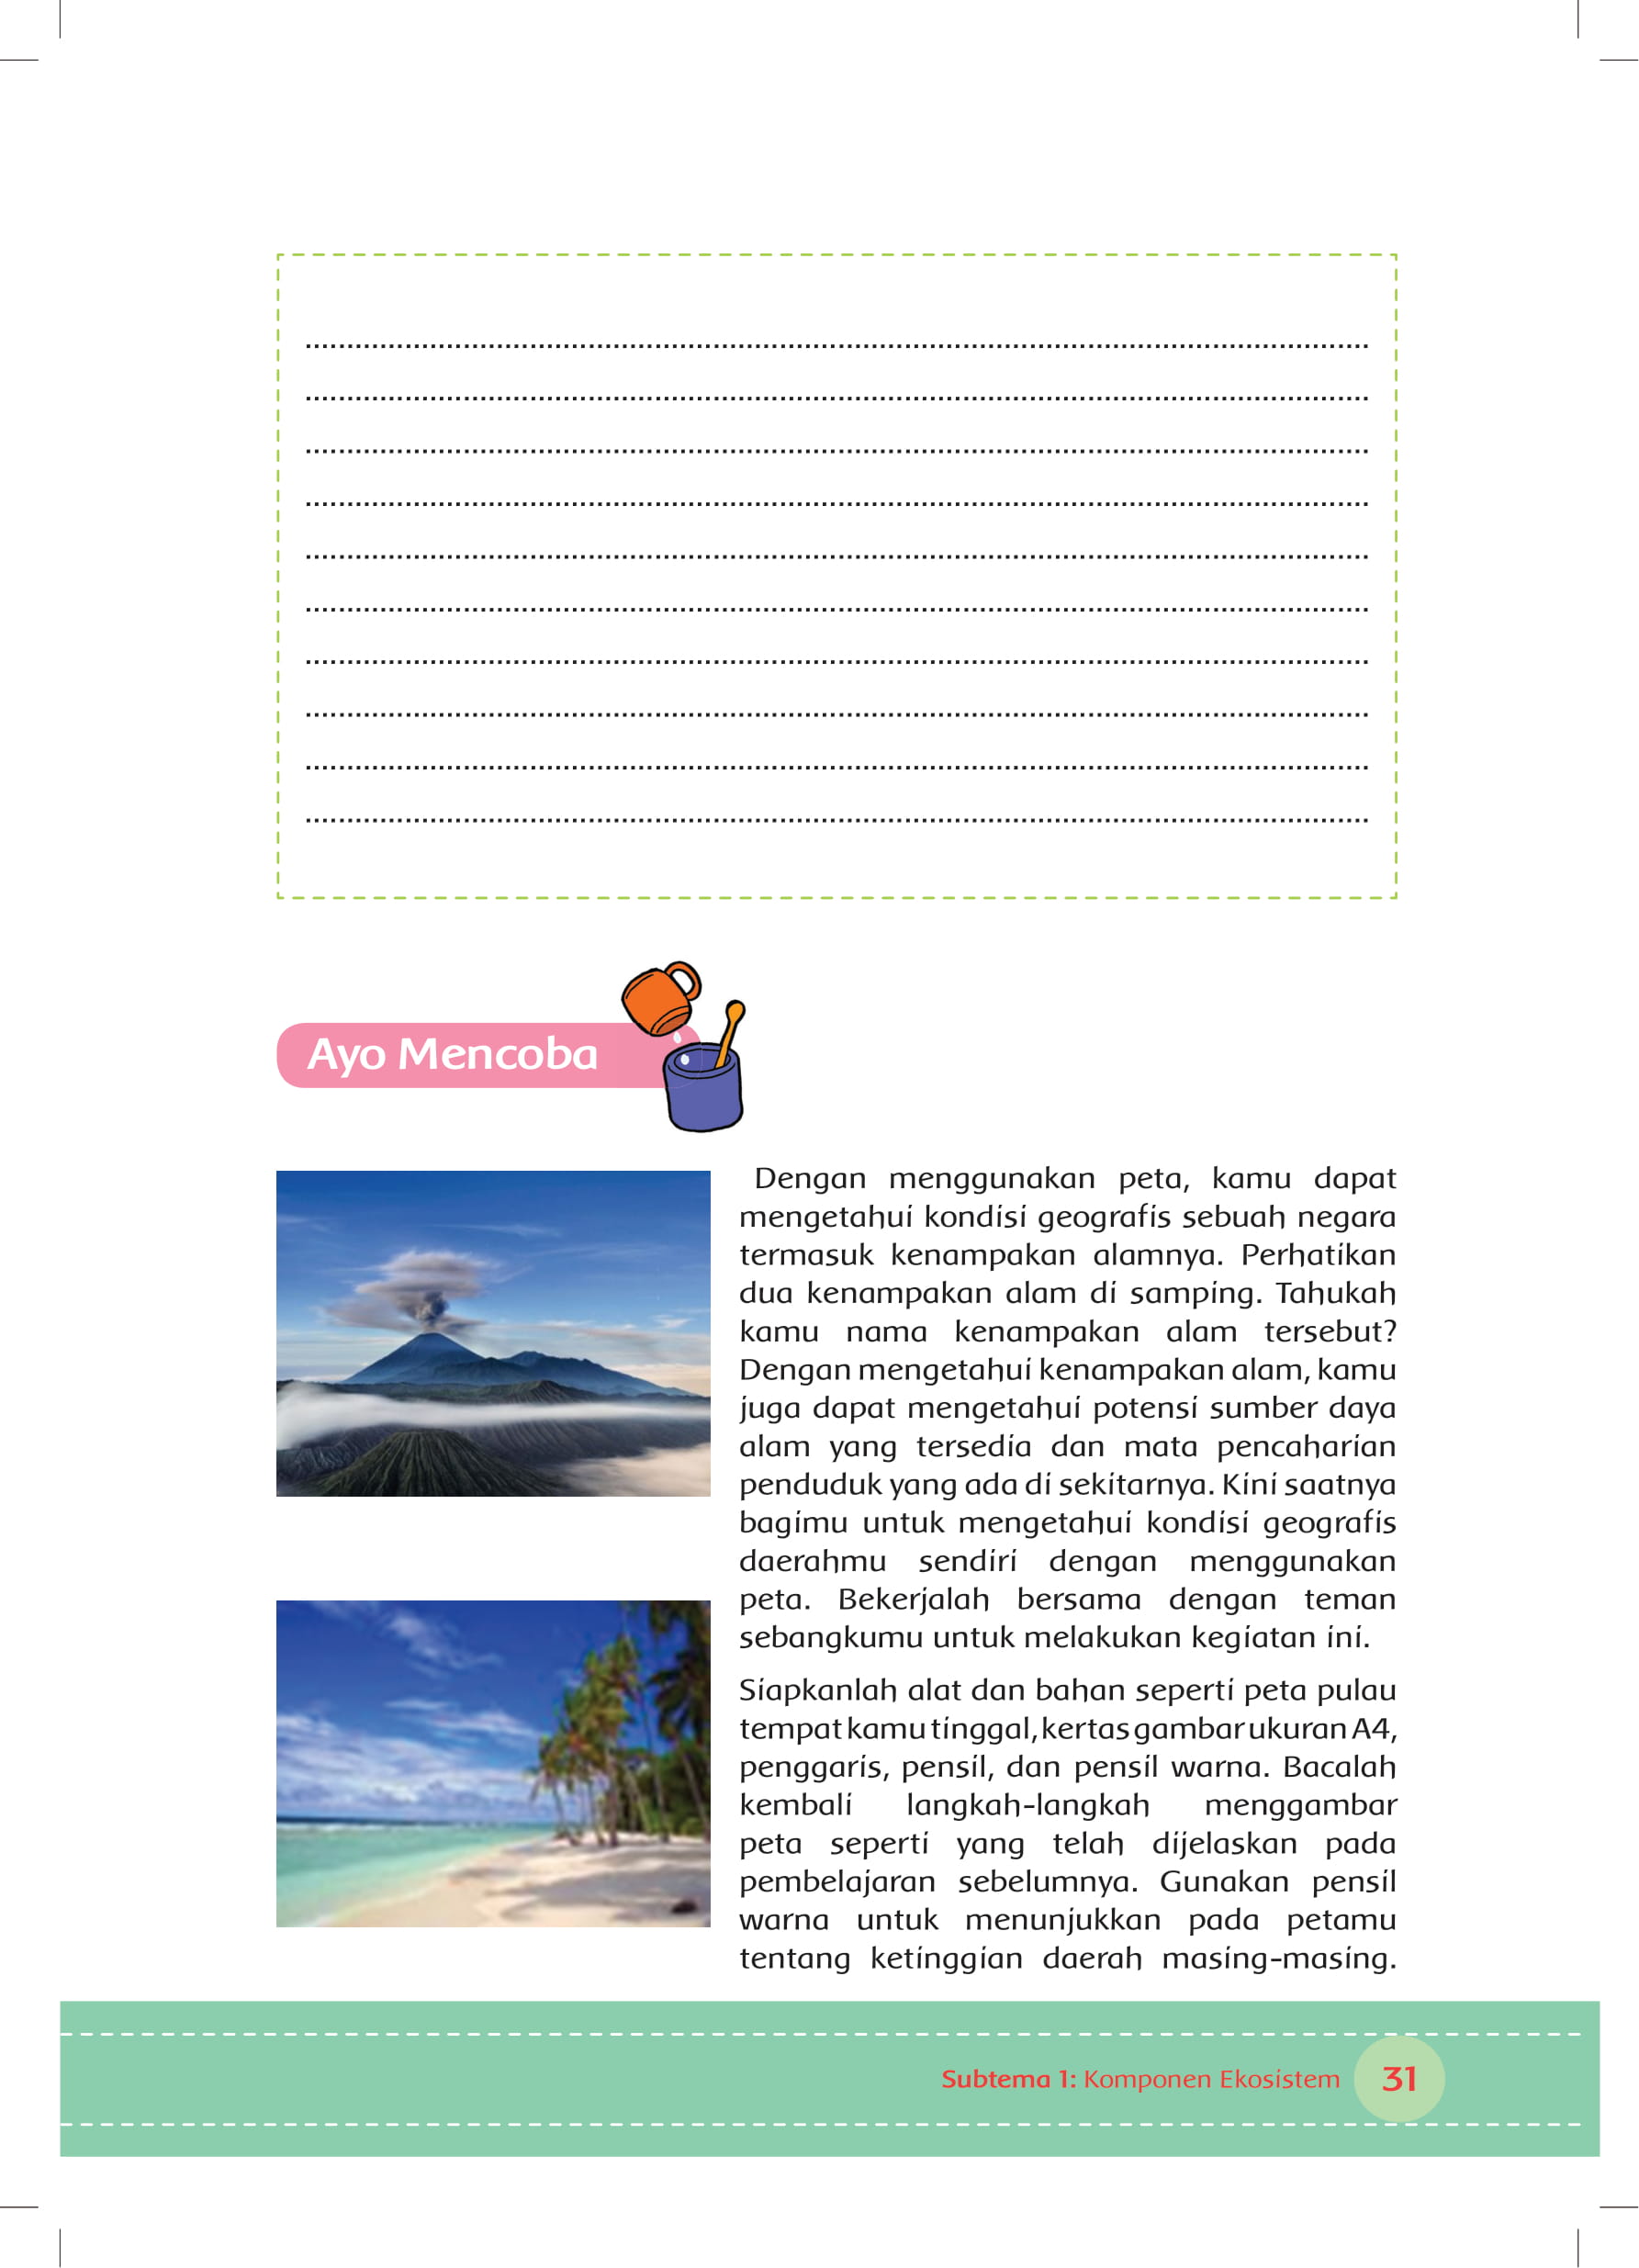 Ayo Mencoba
Dengan menggunakan peta, kamu dapat
mengetahui kondisi geografis sebuah negara
termasuk kenampakan alamnya. Perhatikan
dua kenampakan alam di samping. Tahukah
kamu nama kenampakan alam tersebut?
Dengan mengetahui kenampakan alam, kamu
juga dapat mengetahui potensi sumber daya
alam yang tersedia dan mata pencaharian
penduduk yang ada di sekitarnya. Kini saatnya
bagimu untuk mengetahui kondisi geografis
daerahmu sendiri dengan menggunakan
peta. Bekerjalah bersama dengan teman
sebangkumu untuk melakukan kegiatan ini.
Siapkanlah alat dan bahan seperti peta pulau
tempat kamu tinggal, kertas gambar ukuran A4,
penggaris, pensil, dan pensil warna. Bacalah
kembali langkah-langkah menggambar
peta seperti yang telah dijelaskan pada
pembelajaran sebelumnya. Gunakan pensil
warna untuk menunjukkan pada petamu
tentang ketinggian daerah masing-masing.
Subtema 1: Komponen Ekosistem 31